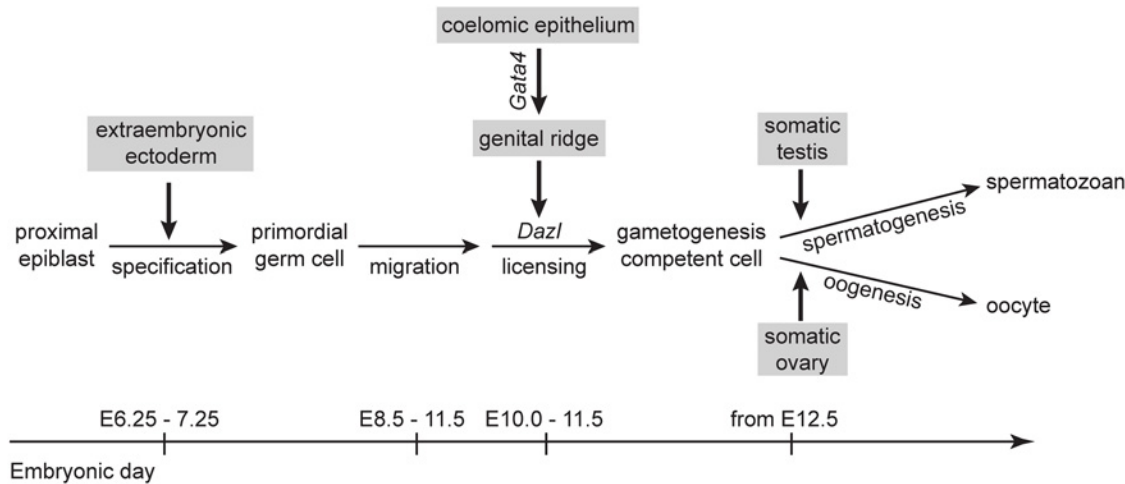 coelomic epithelium
Gata4
extraembryonic
ectoderm
genital ridge
somatic
testis
proximal
epiblast
specification
primordial
germ cell
migration
Dazl
licensing
gametogenesis
competent cell
spermatogenesis
spermatozoan
oogenesis
oocyte
somatic
ovary
E6.25 - 7.25
E8.5 - 11.5
E10.0 - 11.5
from E12.5
Embryonic day